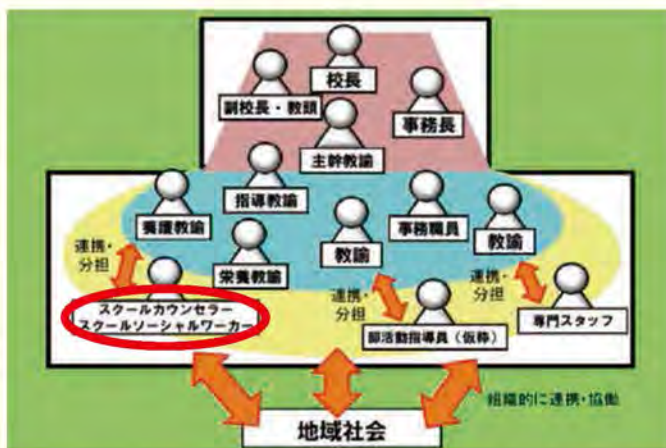 校長
副校長・教頭
事務長
主幹教諭
指導教諭
養護教諭
事務職員
教諭
教諭
栄養教諭
連携・
分担
連携・
分担
連携・
分担
スクールカウンセラー
スクールソーシャルワーカー
部活動指導員（仮称）
専門スタッフ
組織的に連携・協働
地域社会